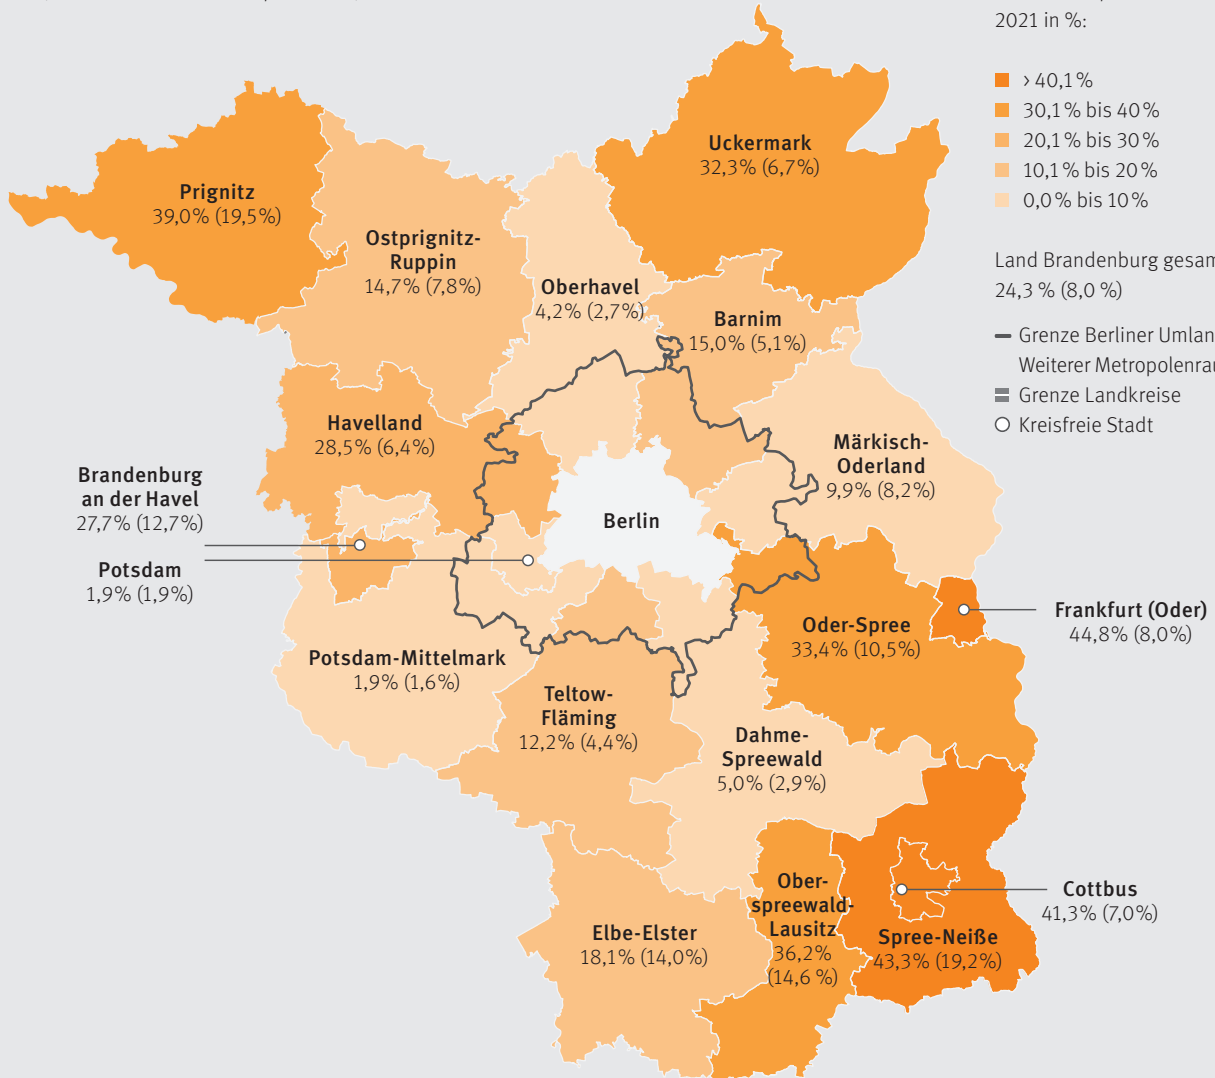 2021 in %:
› 40,1 %
30,1 % bis 40 %
20,1 % bis 30 %
10,1 % bis 20 %
0,0 % bis 10 %
Land Brandenburg gesam
24,3 % (8,0 %)
Grenze Berliner Umlan
Weiterer Metropolenrau
Grenze Landkreise
Kreisfreie Stadt
Uckermark
32,3% (6,7%)
Prignitz
39,0% (19,5%)
Ostprignitz-
Ruppin
14,7% (7,8%)
Oberhavel
4,2% (2,7%)
Barnim
15,0% (5,1%)
Havelland
28,5% (6,4%)
Märkisch-
Oderland
9,9% (8,2%)
Brandenburg
an der Havel
27,7% (12,7%)
Berlin
Potsdam
1,9% (1,9%)
Frankfurt (Oder)
44,8% (8,0%)
Oder-Spree
33,4% (10,5%)
Potsdam-Mittelmark
1,9% (1,6%)
Teltow-
Fläming
12,2% (4,4%)
Dahme-
Spreewald
5,0% (2,9%)
Ober-
spreewald-
Lausitz
36,2%
(14,6 %)
Cottbus
41,3% (7,0%)
Elbe-Elster
18,1% (14,0%)
Spree-Neiße
43,3% (19,2%)